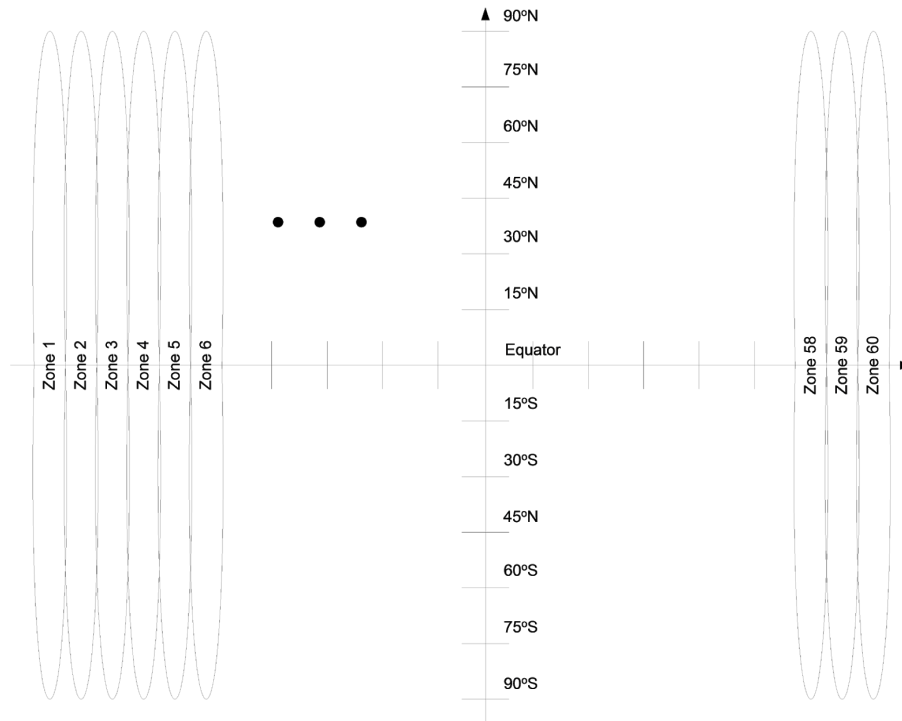 90ºN
75ºN
60ºN
45ºN
30ºN
15ºN
Equator
Zone 1
Zone 2
Zone 3
Zone 4
Zone 5
Zone 6
Zone 58
Zone 59
Zone 60
15ºS
30ºS
45ºN
60ºS
75ºS
90ºS